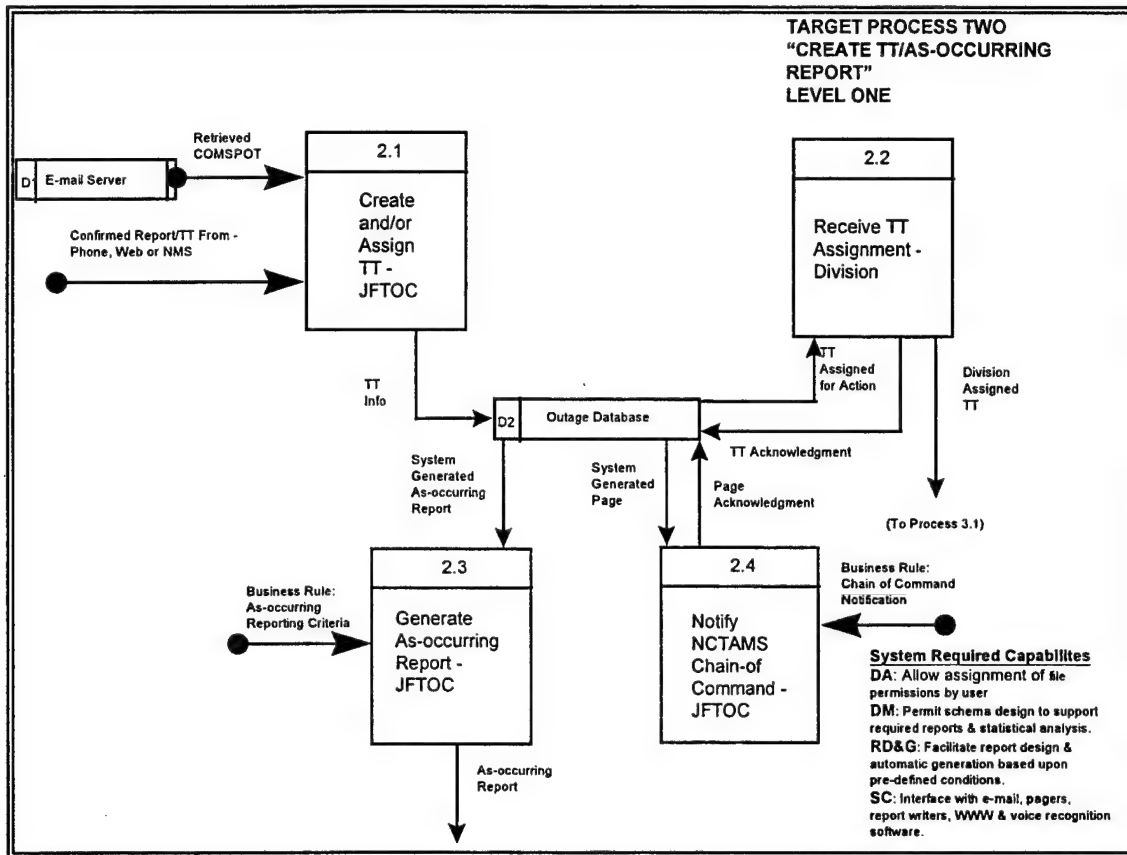 TARGET PROCESS TWO
“CREATE TT/AS-OCCURRING
REPORT”
LEVEL ONE
Retrieved
COMSPOT
D1
E-mail Server
Confirmed Report/TT From -
Phone, Web or NMS
2.1
Create
and/or
Assign
TT -
JFTOC
2.2
Receive TT
Assignment -
Division
TT
Info
TT
Assigned
for Action
Division
Assigned
TT
D2
Outage Database
TT Acknowledgment
System
Generated
As-occurring
Report
System
Generated
Page
Page
Acknowledgment
(To Process 3.1)
2.3
Generate
As-occurring
Report -
JFTOC
Business Rule:
As-occurring
Reporting Criteria
2.4
Notify
NCTAMS
Chain-of
Command -
JFTOC
Business Rule:
Chain of Command
Notification
As-occurring
Report
System Required Capabilites
DA: Allow assignment of file
permissions by user
DM: Permit schema design to support
required reports & statistical analysis.
RD&G: Facilitate report design &
automatic generation based upon
pre-defined conditions.
SC: Interface with e-mail, pagers,
report writers, WWW & voice recognition
software.